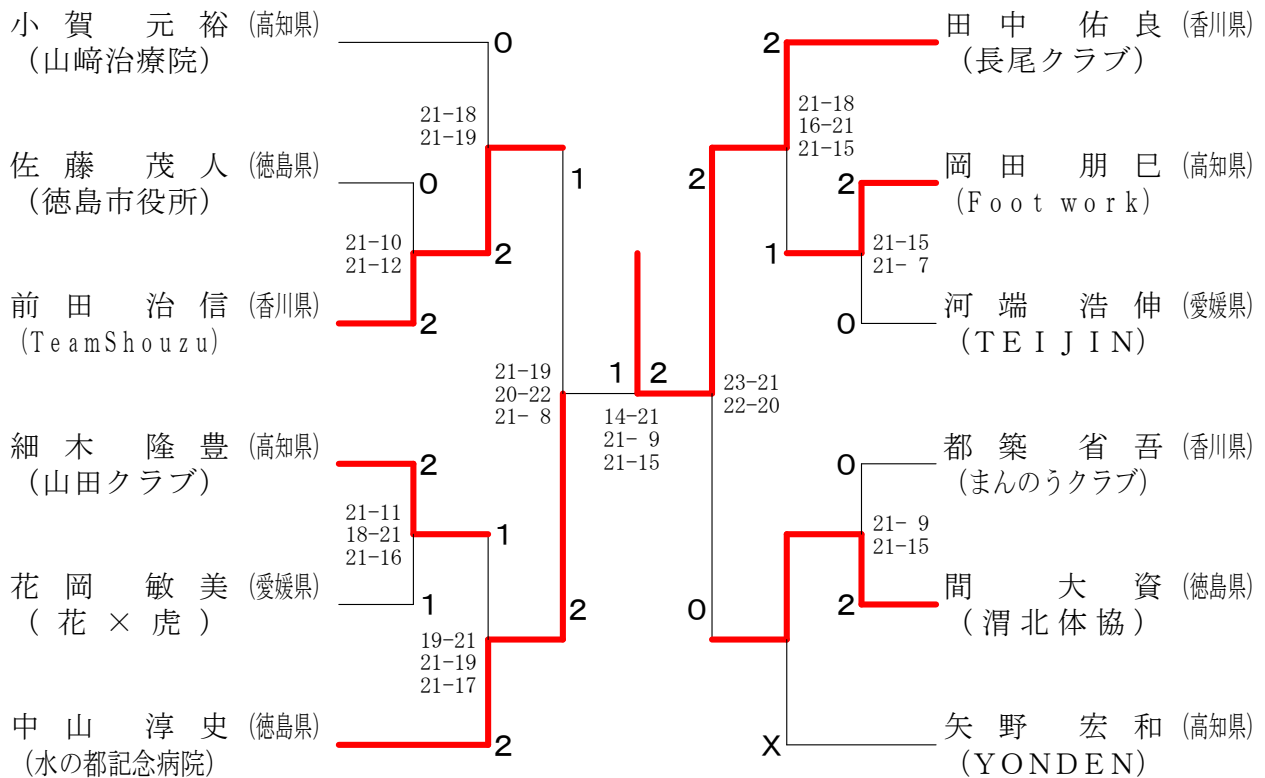 小賀 元裕 (高知県)
(山﨑治療院)
0
21-18
21-19
佐藤 茂人 (徳島県)
(徳島市役所)
0
1
21-10
21-12
2
前田 治信 (香川県)
(TeamShouzu)
2
21-19
20-22
21- 8
細木 隆豊 (高知県)
(山田クラブ)
2
21-11
18-21
21-16
1
花岡 敏美 (愛媛県)
(花×虎)
1
2
19-21
21-19
21-17
中山 淳史 (徳島県)
(水の都記念病院)
2
1 2
14-21
21- 9
21-15
田中 佑良 (香川県)
(長尾クラブ)
2
21-18
16-21
21-15
2
岡田 朋巳 (高知県)
(Foot work)
2
1
21-15
21- 7
河端 浩伸 (愛媛県)
(TEIJIN)
0
23-21
22-20
都築 省吾 (香川県)
(まんのうクラブ)
0
21- 9
21-15
間 大資 (徳島県)
(渭北体協)
2
0
矢野 宏和 (高知県)
(YONDEN)
X